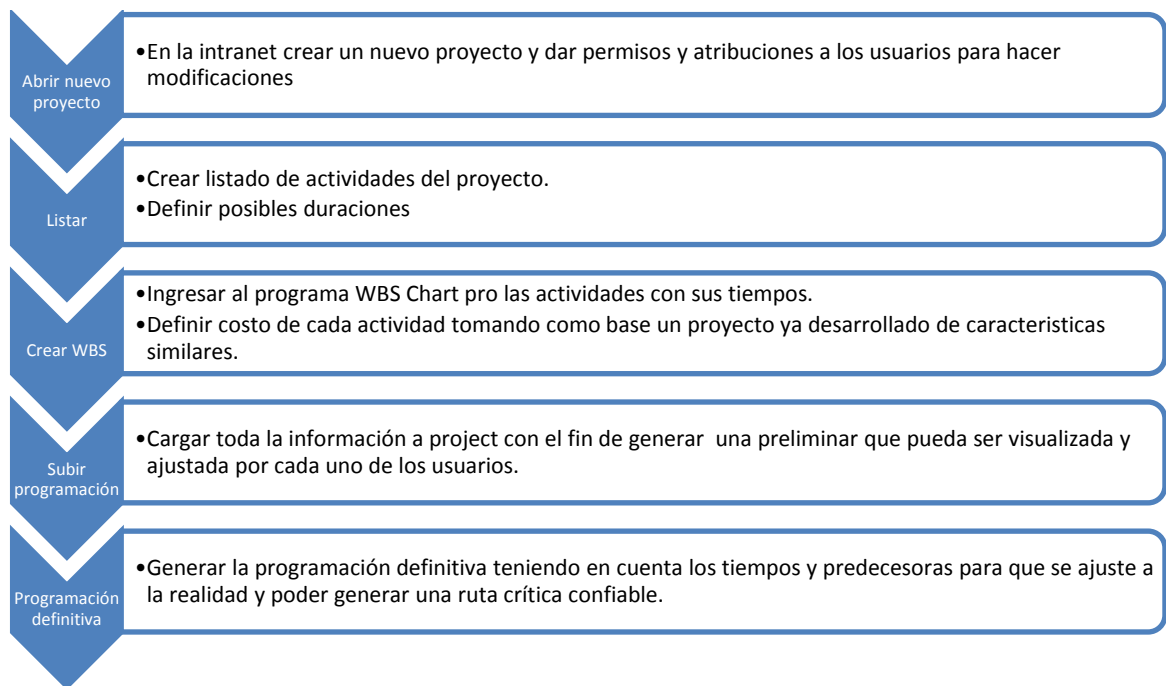 Abrir nuevo
proyecto
•En la intranet crear un nuevo proyecto y dar permisos y atribuciones a los usuarios para hacer
modificaciones
Listar
•Crear listado de actividades del proyecto.
•Definir posibles duraciones
Crear WBS
•Ingresar al programa WBS Chart pro las actividades con sus tiempos.
•Definir costo de cada actividad tomando como base un proyecto ya desarrollado de caracteristicas
similares.
Subir
programación
•Cargar toda la información a project con el fin de generar una preliminar que pueda ser visualizada y
ajustada por cada uno de los usuarios.
Programación
definitiva
•Generar la programación definitiva teniendo en cuenta los tiempos y predecesoras para que se ajuste a
la realidad y poder generar una ruta crítica confiable.